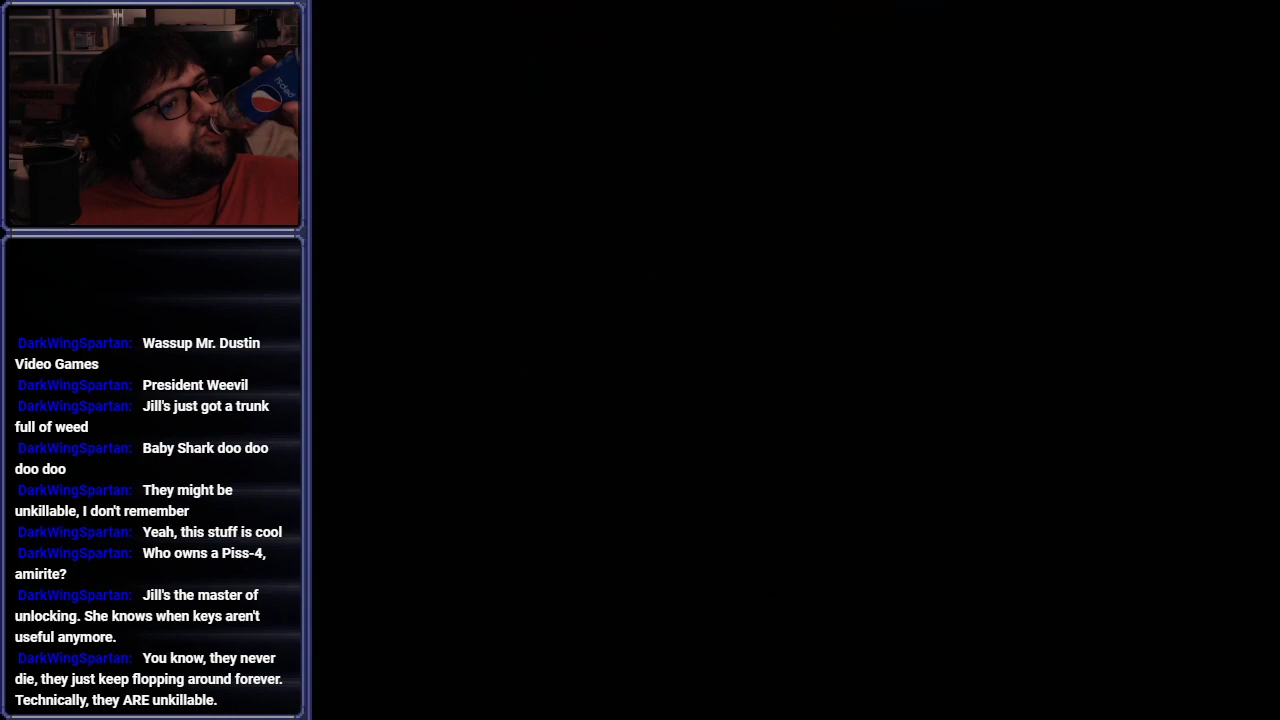 pepsi
DarkWingSpartan: Wassup Mr. Dustin
Video Games
DarkWingSpartan: President Weevil
DarkWingSpartan: Jill's just got a trunk
full of weed
DarkWingSpartan: Baby Shark doo doo
doo doo
DarkWingSpartan: They might be
unkillable, I don't remember
DarkWingSpartan: Yeah, this stuff is cool
DarkWingSpartan: Who owns a Piss-4,
amirite?
DarkWingSpartan: Jill's the master of
unlocking. She knows when keys aren't
useful anymore.
DarkWingSpartan: You know, they never
die, they just keep flopping around forever.
Technically, they ARE unkillable.